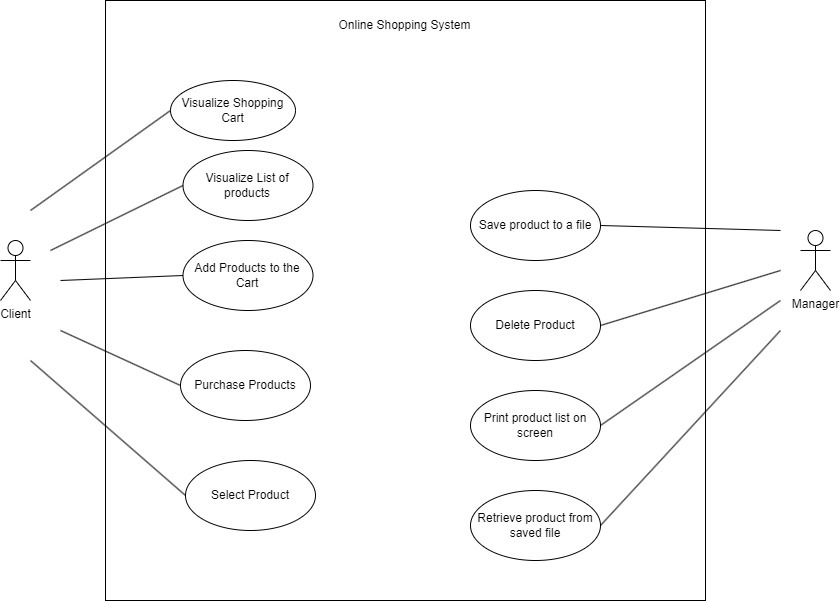 Online Shopping System
Visualize Shopping
Cart
Visualize List of
products
Add Products to the
Cart
Purchase Products
Select Product
Client
Save product to a file
Delete Product
Print product list on
screen
Retrieve product from
saved file
Manager